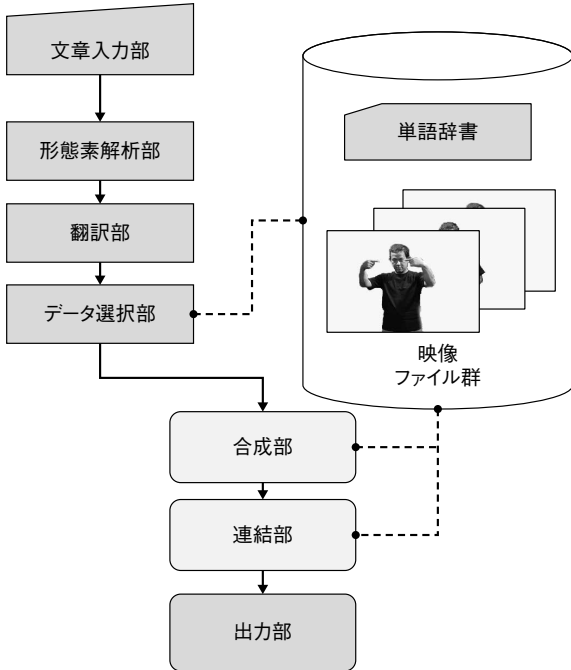 文章入力部
形態素解析部
翻訳部
データ選択部
単語辞書
映像
ファイル群
合成部
連結部
出力部